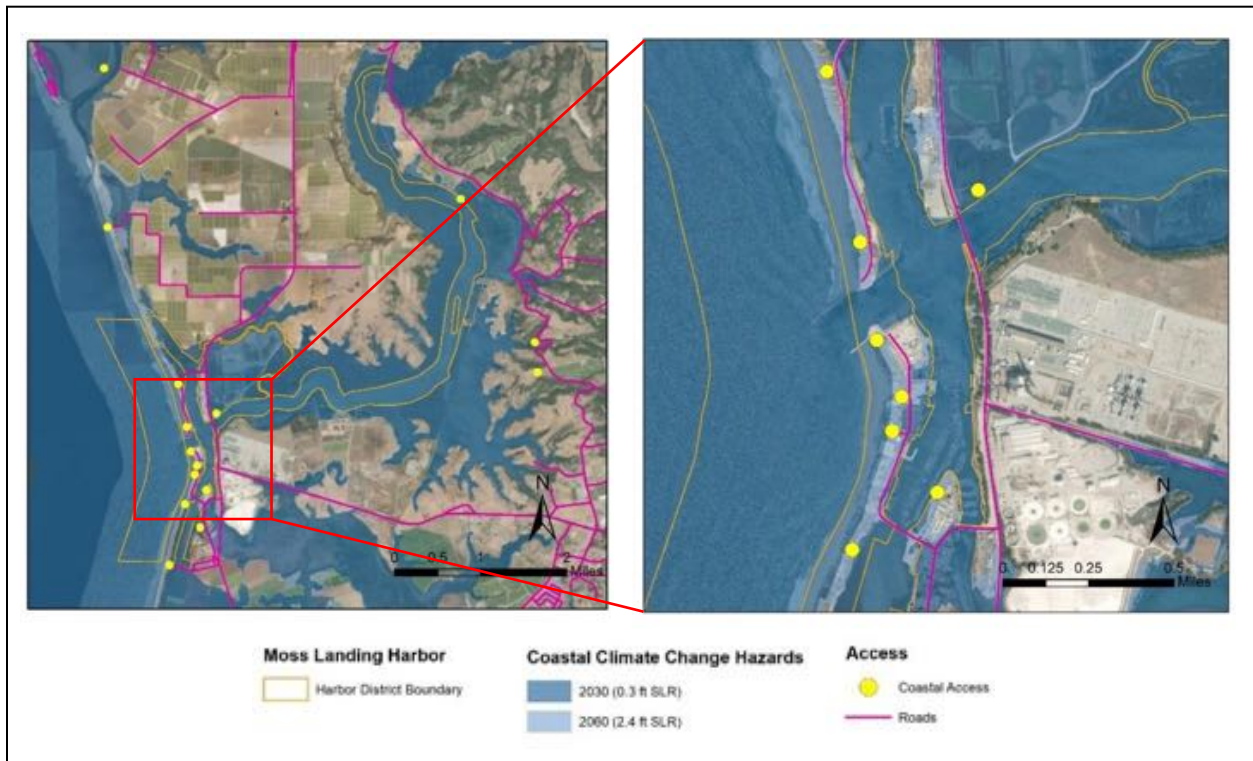 N
0 0.5 1 2
Miles
N
0 0.125 0.25 0.5
Miles
Moss Landing Harbor
Harbor District Boundary
Coastal Climate Change Hazards
2030 (0.3 ft SLR)
2060 (2.4 ft SLR)
Access
Coastal Access
Roads